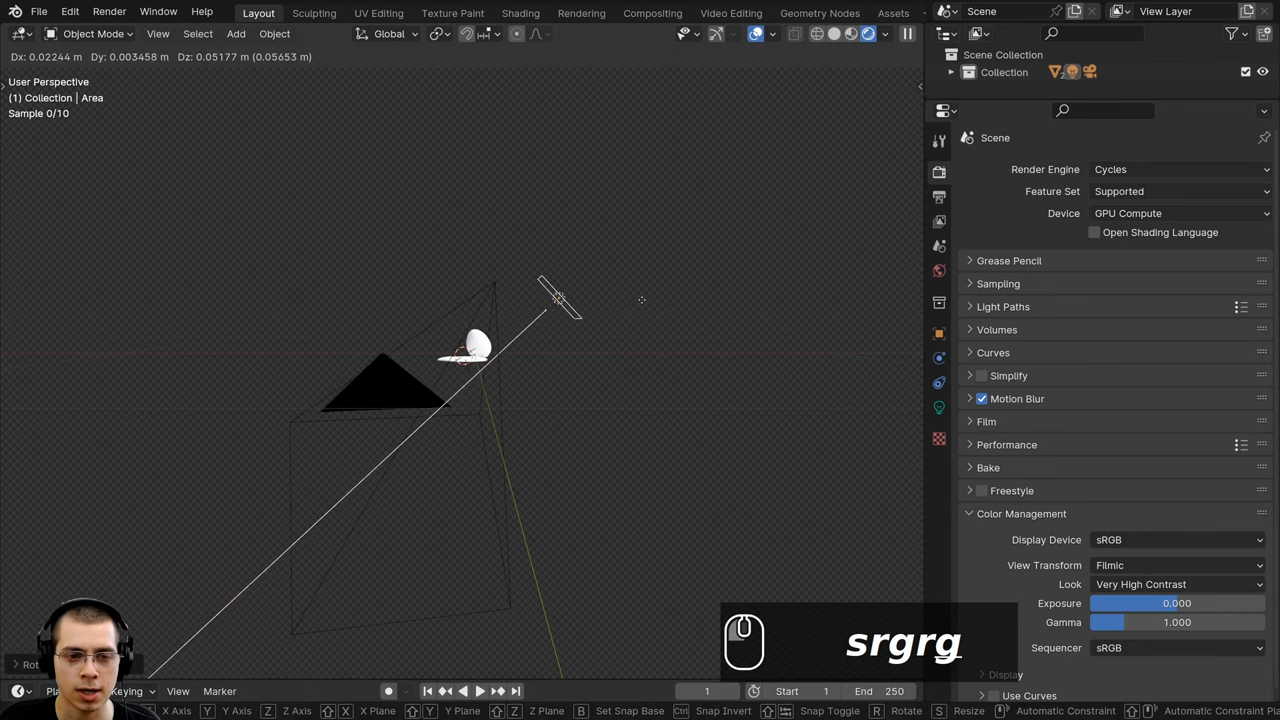 File Edit Render Window Help Layout Sculpting UV Editing Texture Paint Shading Rendering Compositing Video Editing Geometry Nodes Assets Scene View Layer
Object Mode View Select Add Object Global
Dx: 0.02244 m Dy: 0.003458 m Dz: 0.05177 m (0.05653 m)
User Perspective
(1) Collection | Area
Sample 0/10
Scene Collection
Collection
Scene
Render Engine Cycles
Feature Set Supported
Device GPU Compute
Open Shading Language
Grease Pencil
Sampling
Light Paths
Volumes
Curves
Simplify
Motion Blur
Film
Performance
Bake
Freestyle
Color Management
Display Device sRGB
View Transform Filmic
Look Very High Contrast
Exposure 0.000
Gamma 1.000
Sequencer sRGB
Display
Use Curves
srgrg
View Marker 1 Start 1 End 250
X Axis Y Y Axis Z Z Axis X X Plane Y Y Plane Z Z Plane B Set Snap Base Ctrl Snap Invert Snap Toggle G R Rotate S Resize Automatic Constraint Automatic Constraint Plane